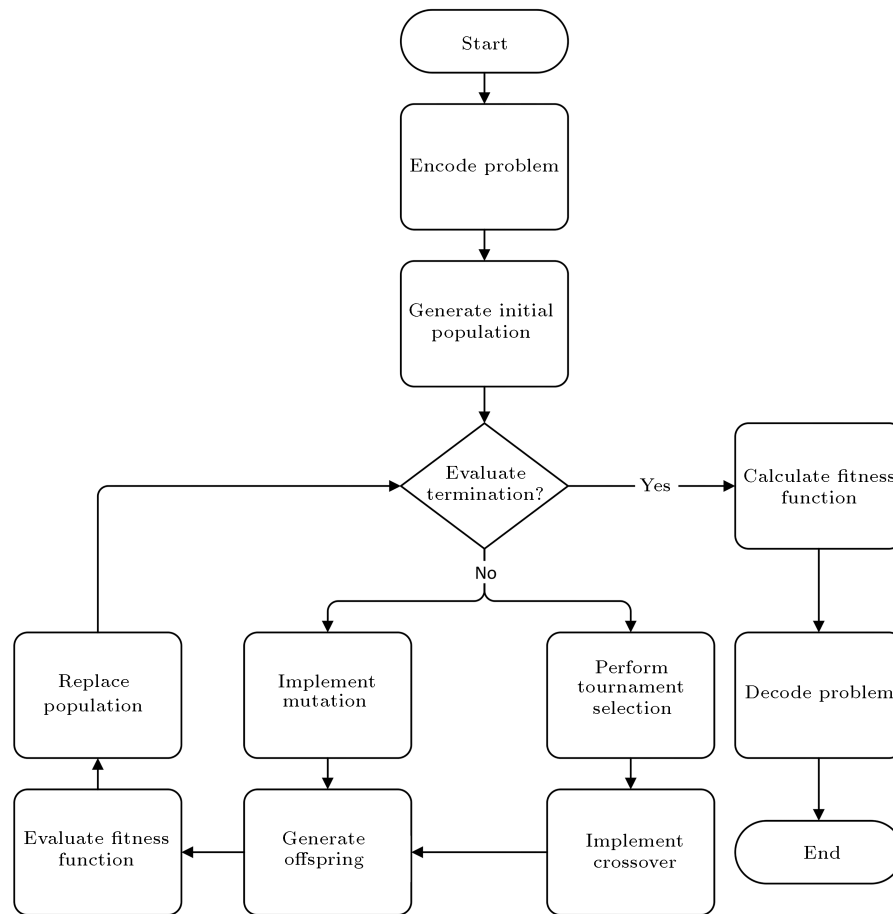 Start
Encode problem
Generate initial
population
Evaluate
termination?
Yes
Calculate fitness
function
No
Replace
population
Implement
mutation
Perform
tournament
selection
Decode problem
Evaluate fitness
function
Generate
offspring
Implement
crossover
End